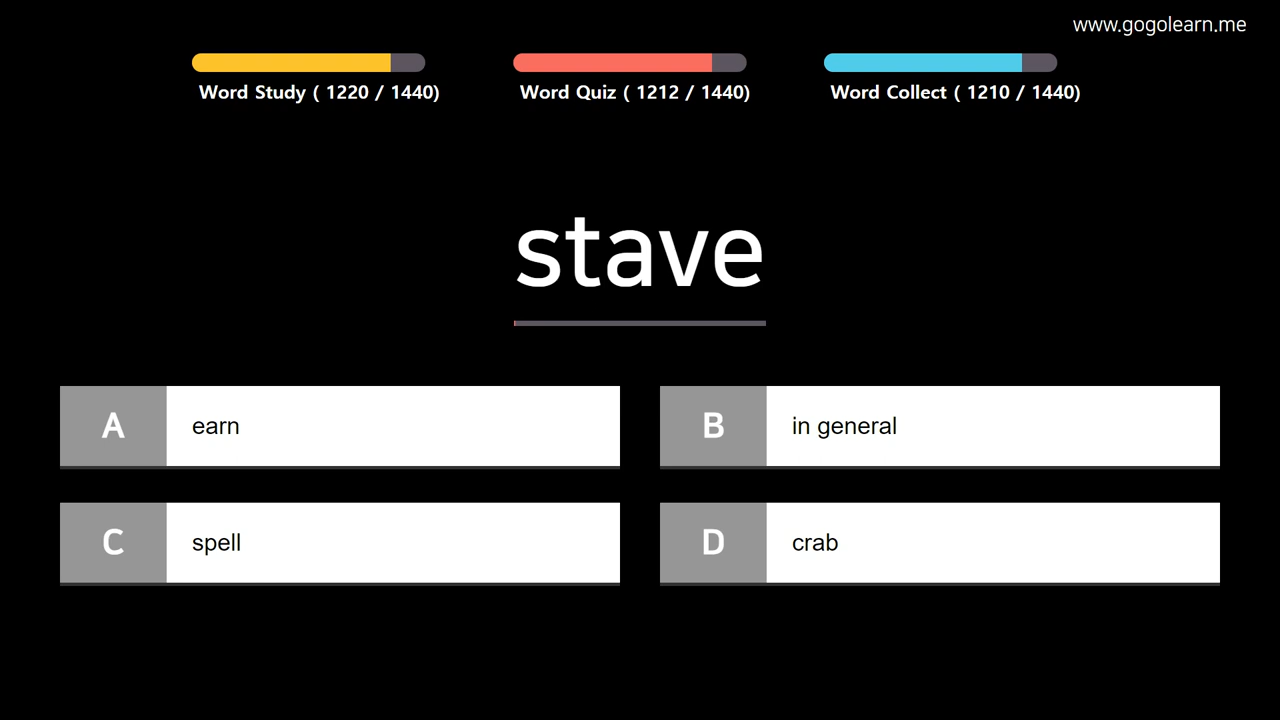 www.gogolearn.me
Word Study ( 1220 / 1440)
Word Quiz ( 1212 / 1440)
Word Collect ( 1210 / 1440)
stave
A
earn
B
in general
C
spell
D
crab